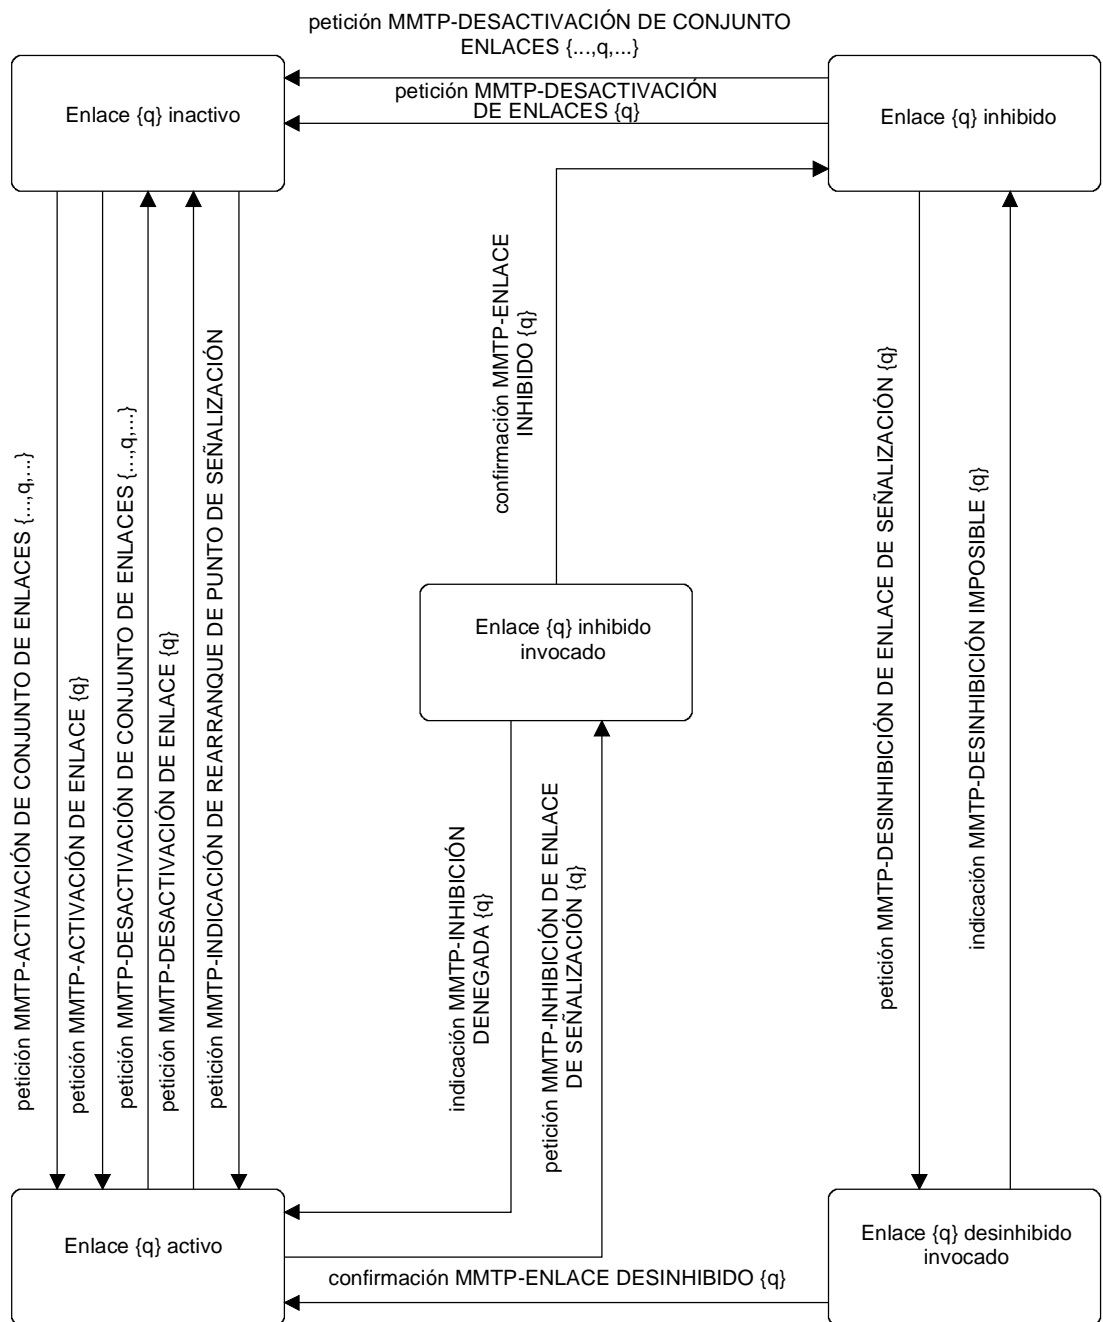 petición MMTP-DESACTIVACIÓN DE CONJUNTO
ENLACES {...,q,...}
Enlace {q} inactivo
petición MMTP-DESACTIVACIÓN
DE ENLACES {q}
Enlace {q} inhibido
petición MMTP-ACTIVACIÓN DE CONJUNTO DE ENLACES {...,q,...}
petición MMTP-ACTIVACIÓN DE ENLACE {q}
petición MMTP-DESACTIVACIÓN DE CONJUNTO DE ENLACES {...,q,...}
petición MMTP-DESACTIVACIÓN DE ENLACE {q}
petición MMTP-INDICACIÓN DE REARRANQUE DE PUNTO DE SEÑALIZACIÓN
confirmación MMTP-ENLACE
INHIBIDO {q}
petición MMTP-DESINHIBICIÓN DE ENLACE DE SEÑALIZACIÓN {q}
indicación MMTP-DESINHIBICIÓN IMPOSIBLE {q}
Enlace {q} inhibido
invocado
indicación MMTP-INHIBICIÓN
DENEGADA {q}
petición MMTP-INHIBICIÓN DE ENLACE
DE SEÑALIZACIÓN {q}
Enlace {q} activo
Enlace {q} desinhibido
invocado
confirmación MMTP-ENLACE DESINHIBIDO {q}